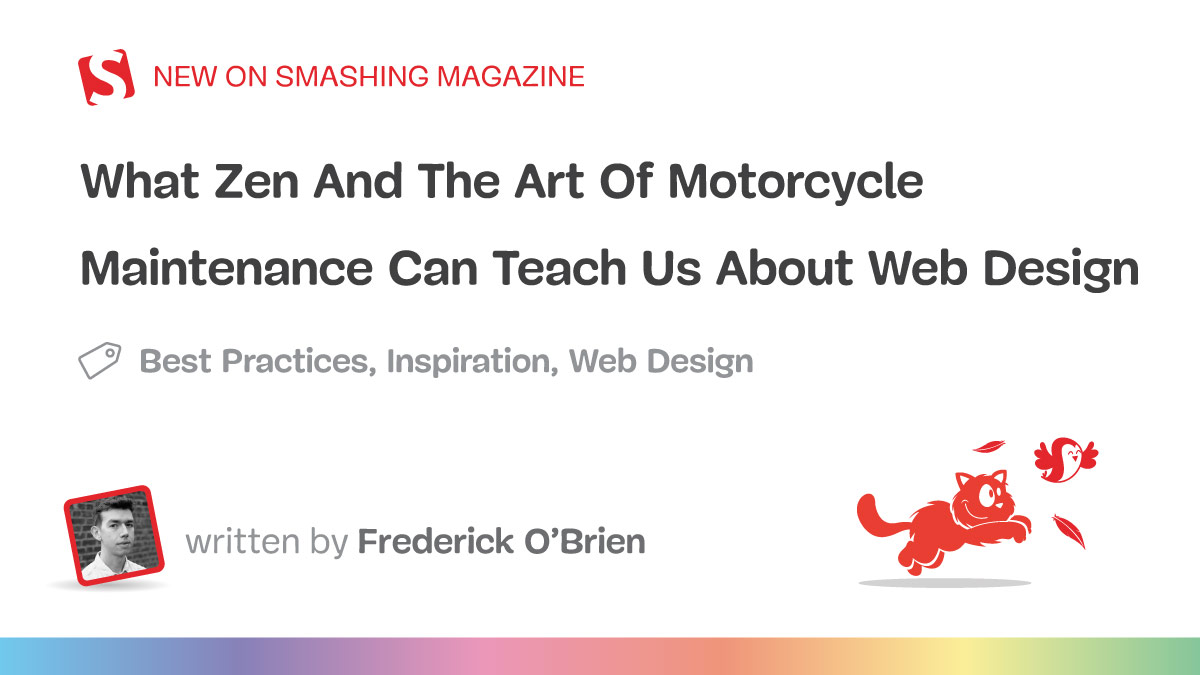 NEW ON SMASHING MAGAZINE
What Zen And The Art Of Motorcycle
Maintenance Can Teach Us About Web Design
Best Practices, Inspiration, Web Design
written by Frederick O’Brien